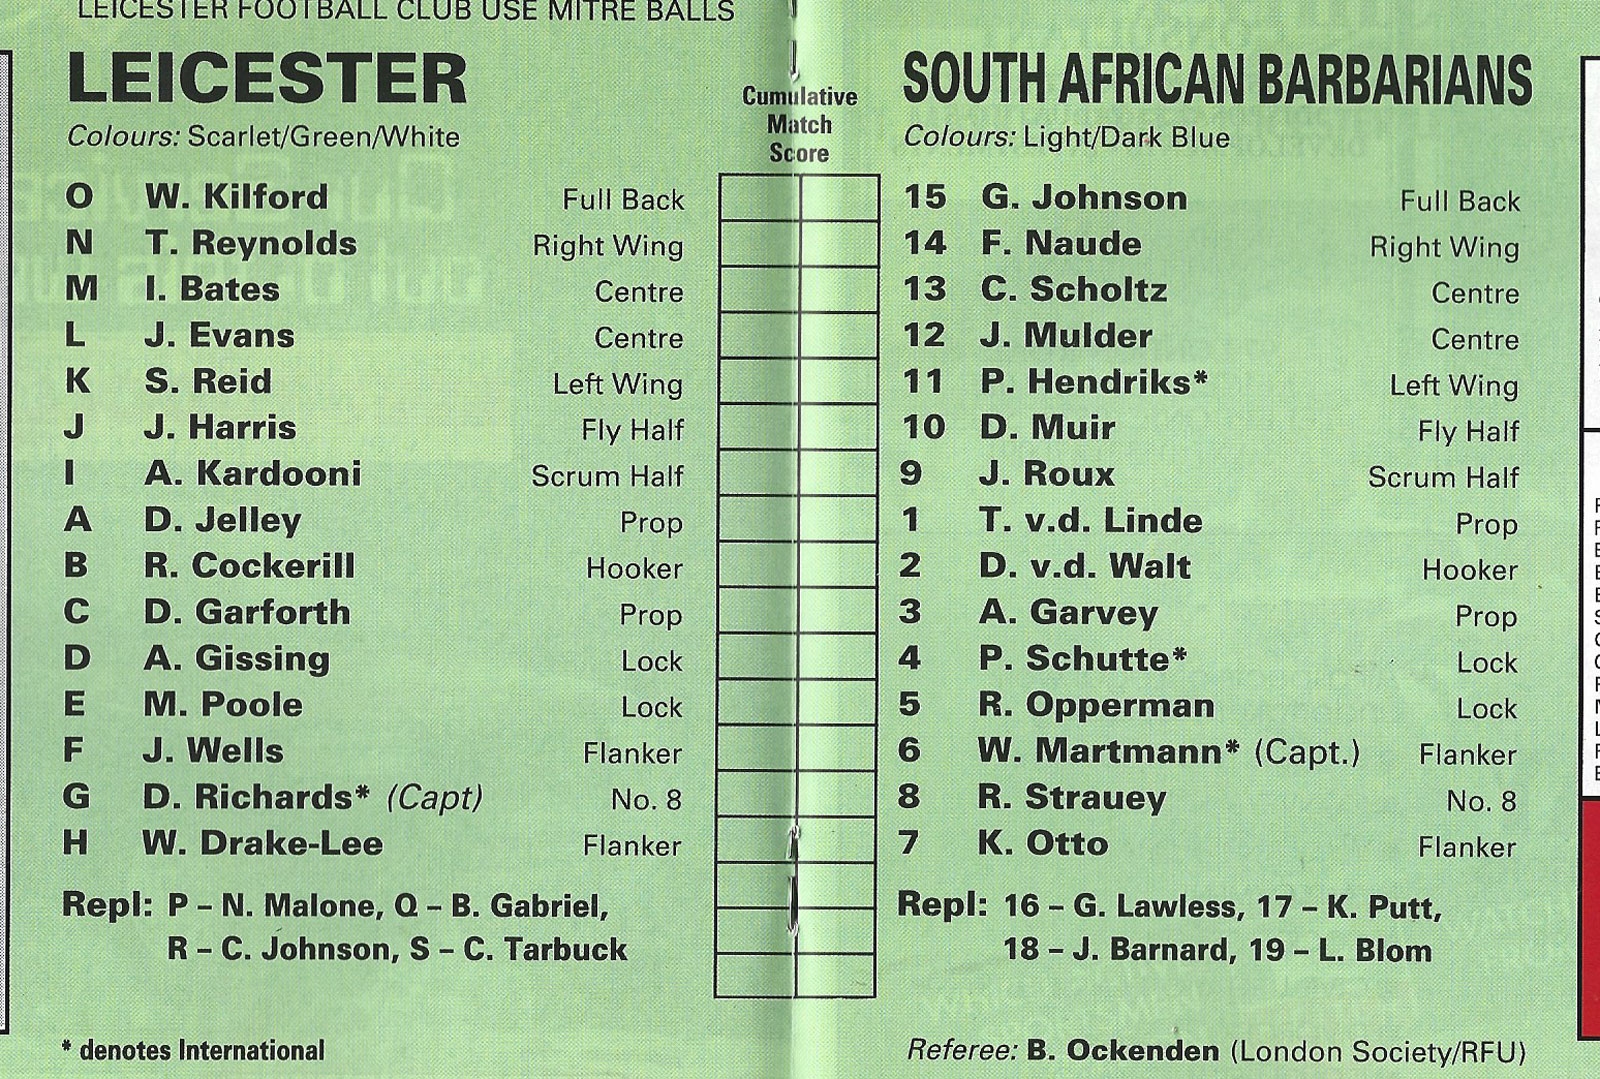 LEICESTER FOOTBALL CLUB USE MITRE BALLS
LEICESTER
Colours: Scarlet/Green/White
O W. Kilford Full Back
N T. Reynolds Right Wing
M I. Bates Centre
L J. Evans Centre
K S. Reid Left Wing
J J. Harris Fly Half
I A. Kardooni Scrum Half
A D. Jelley Prop
B R. Cockerill Hooker
C D. Garforth Prop
D A. Gissing Lock
E M. Poole Lock
F J. Wells Flanker
G D. Richards* (Capt) No. 8
H W. Drake-Lee Flanker
Repl: P – N. Malone, Q – B. Gabriel,
R – C. Johnson, S – C. Tarbuck
* denotes International
Cumulative
Match
Score
SOUTH AFRICAN BARBARIANS
Colours: Light/Dark Blue
15 G. Johnson Full Back
14 F. Naude Right Wing
13 C. Scholtz Centre
12 J. Mulder Centre
11 P. Hendriks* Left Wing
10 D. Muir Fly Half
9 J. Roux Scrum Half
1 T. v.d. Linde Prop
2 D. v.d. Walt Hooker
3 A. Garvey Prop
4 P. Schutte* Lock
5 R. Opperman Lock
6 W. Martmann* (Capt.) Flanker
8 R. Strauey No. 8
7 K. Otto Flanker
Repl: 16 – G. Lawless, 17 – K. Putt,
18 – J. Barnard, 19 – L. Blom
Referee: B. Ockenden (London Society/RFU)